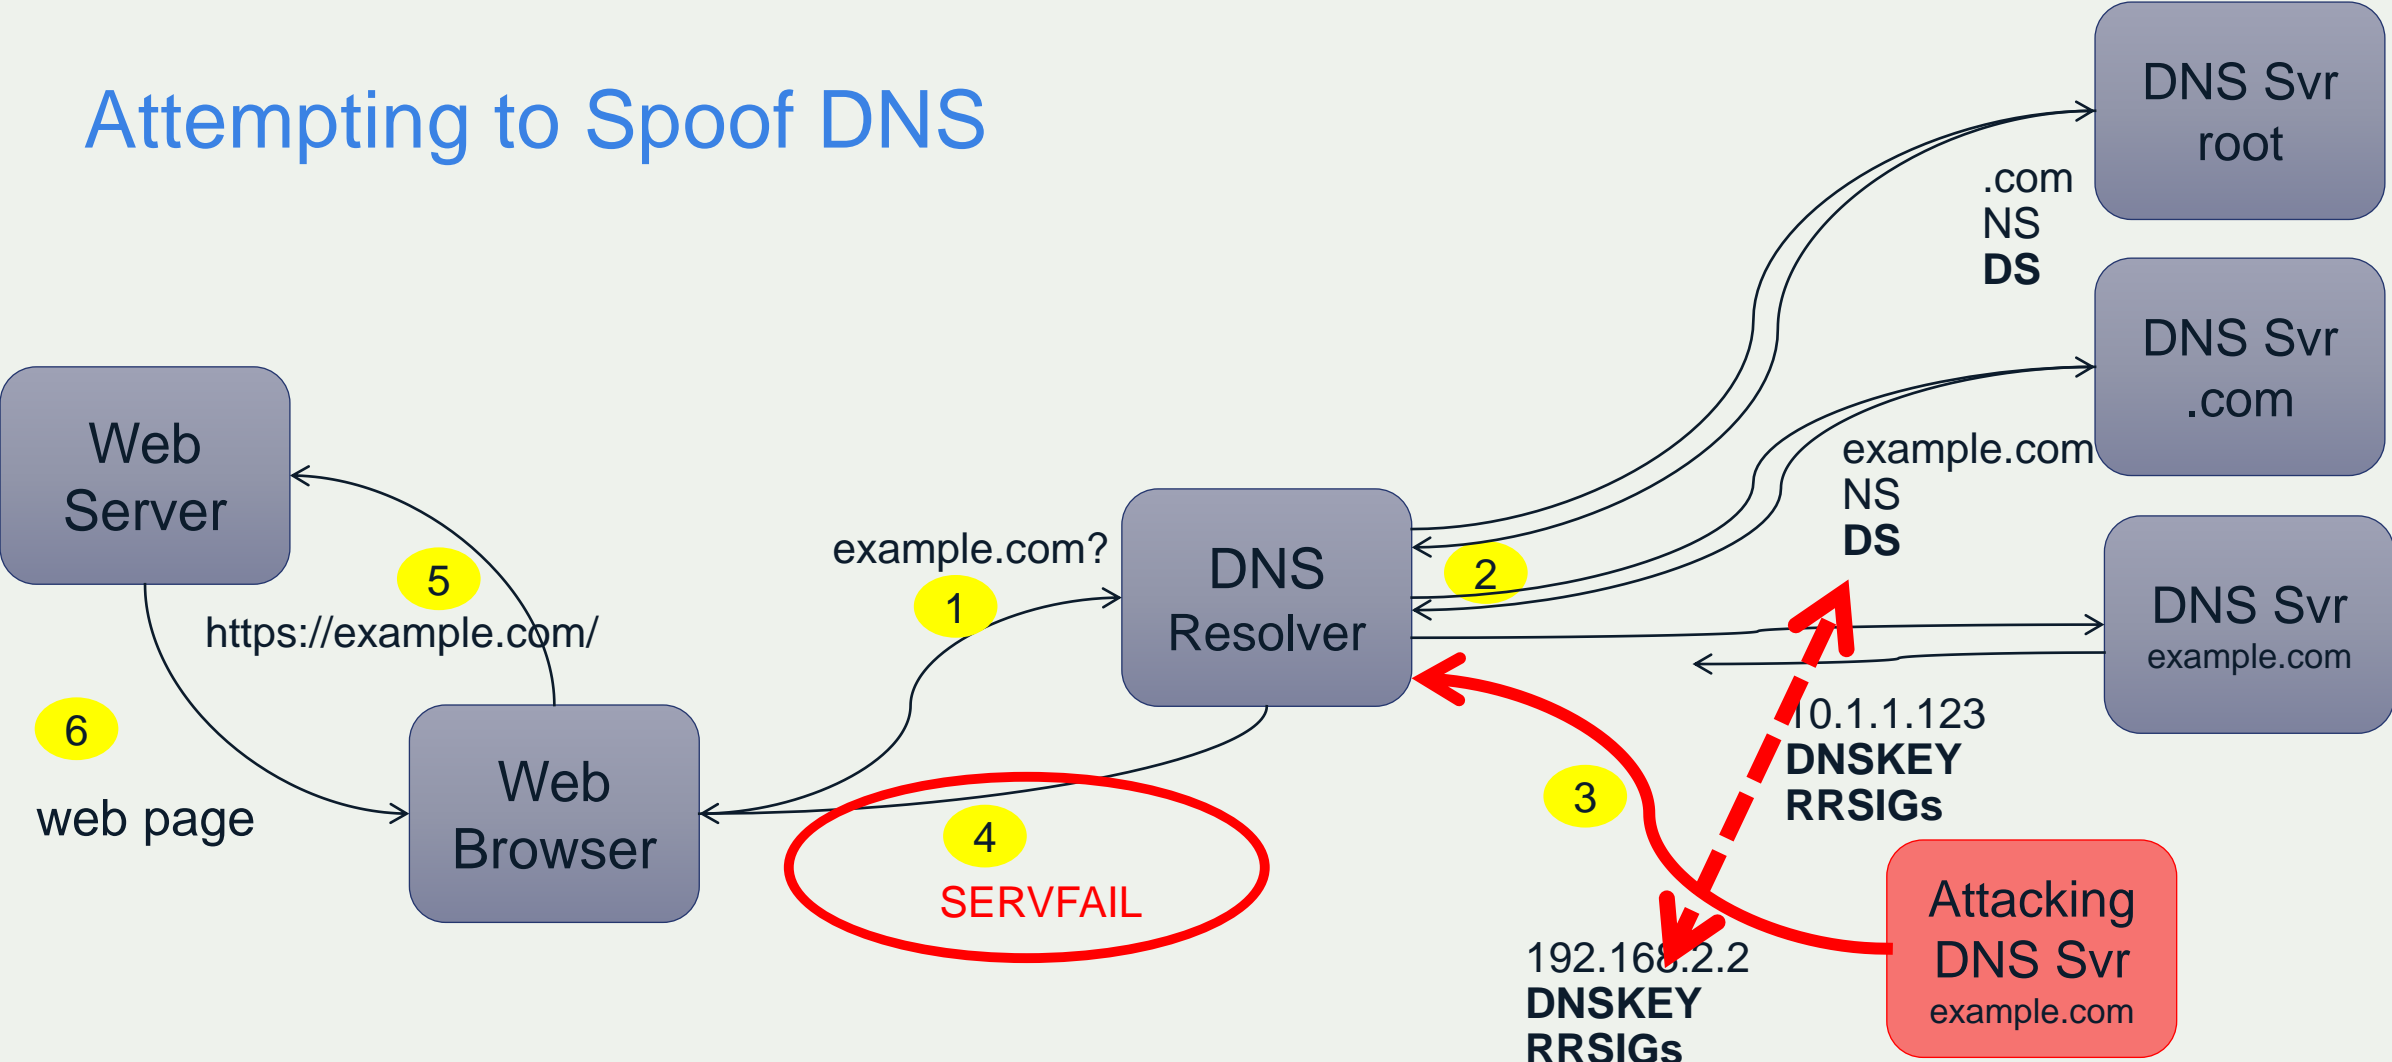 Attempting to Spoof DNS
DNS Svr
root
.com
NS
DS
DNS Svr
.com
example.com
NS
DS
DNS Svr
example.com
Web
Server
5
https://example.com/
6
web page
Web
Browser
example.com?
1
DNS
Resolver
2
10.1.1.123
DNSKEY
RRSIGs
3
4
SERVFAIL
192.168.2.2
DNSKEY
RRSIGs
Attacking
DNS Svr
example.com